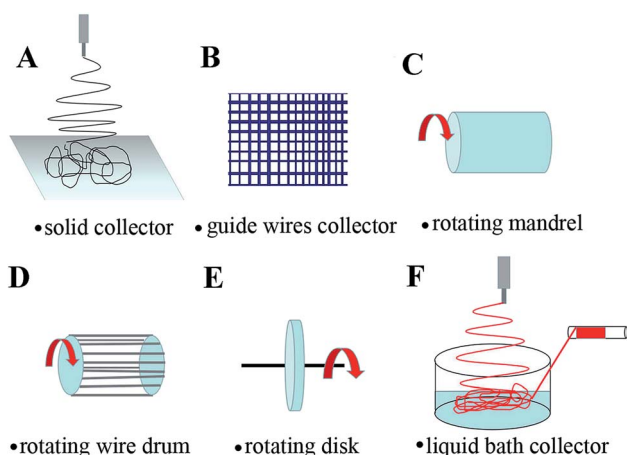 A
B
C
•solid collector
• guide wires collector
•rotating mandrel
D
E
F
•rotating wire drum
•rotating disk
•liquid bath collector